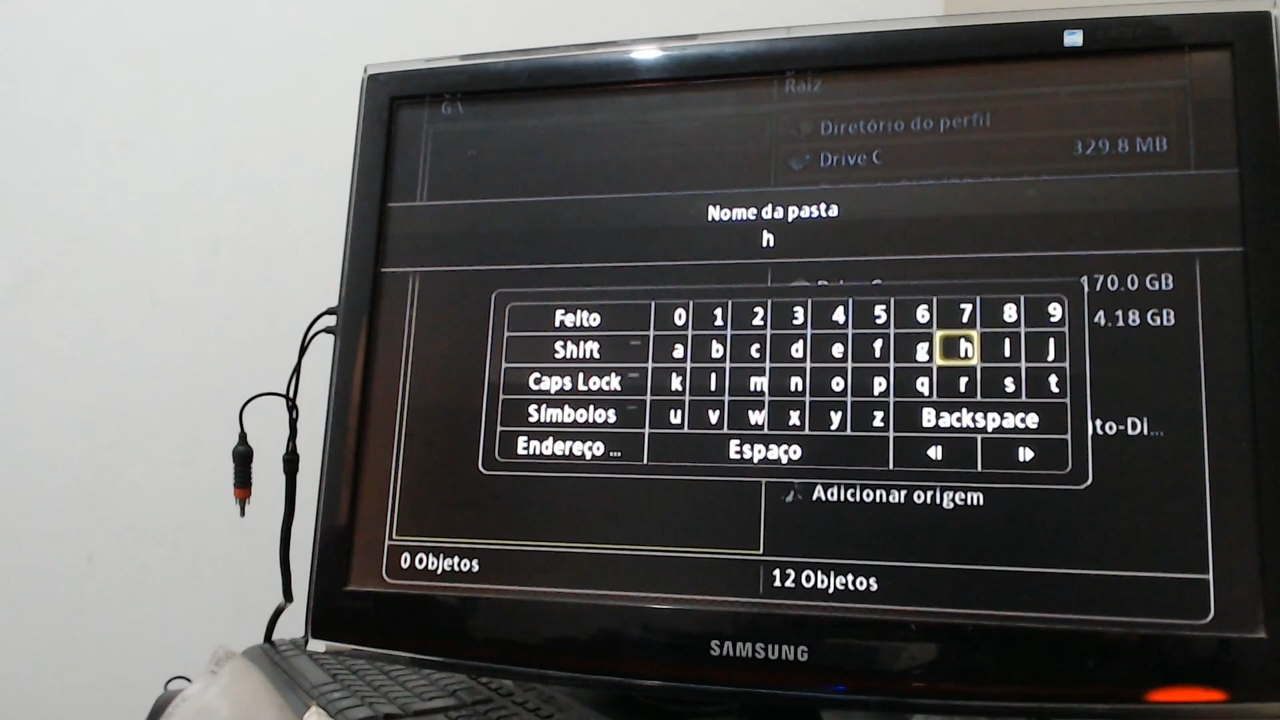 G:\
Raiz
Diretório do perfil
Drive C 329.8 MB
Nome da pasta
h
170.0 GB
4.18 GB
Feito 0 1 2 3 4 5 6 7 8 9
Shift a b c d e f g h i j
Caps Lock k l m n o p q r s t
Símbolos u v w x y z Backspace
Endereço ... Espaço
to-Di...
Adicionar origem
0 Objetos
12 Objetos
SAMSUNG